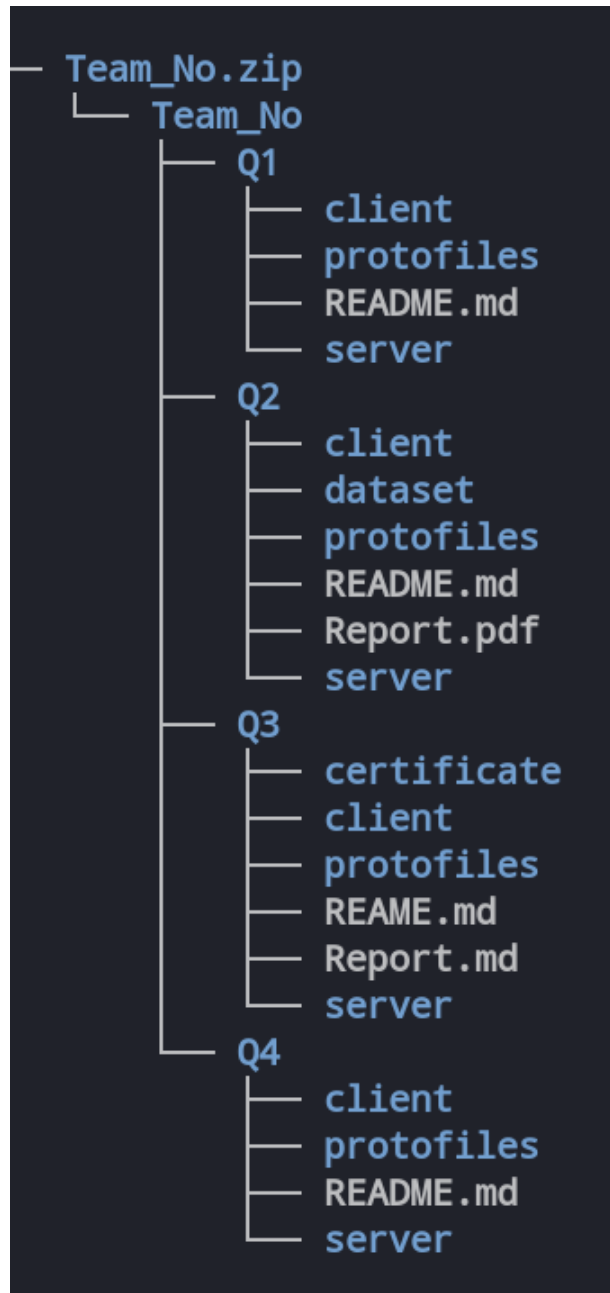 Team_No.zip
Team_No
Q1
client
protofiles
README.md
server
Q2
client
dataset
protofiles
README.md
Report.pdf
server
Q3
certificate
client
protofiles
REAME.md
Report.md
server
Q4
client
protofiles
README.md
server